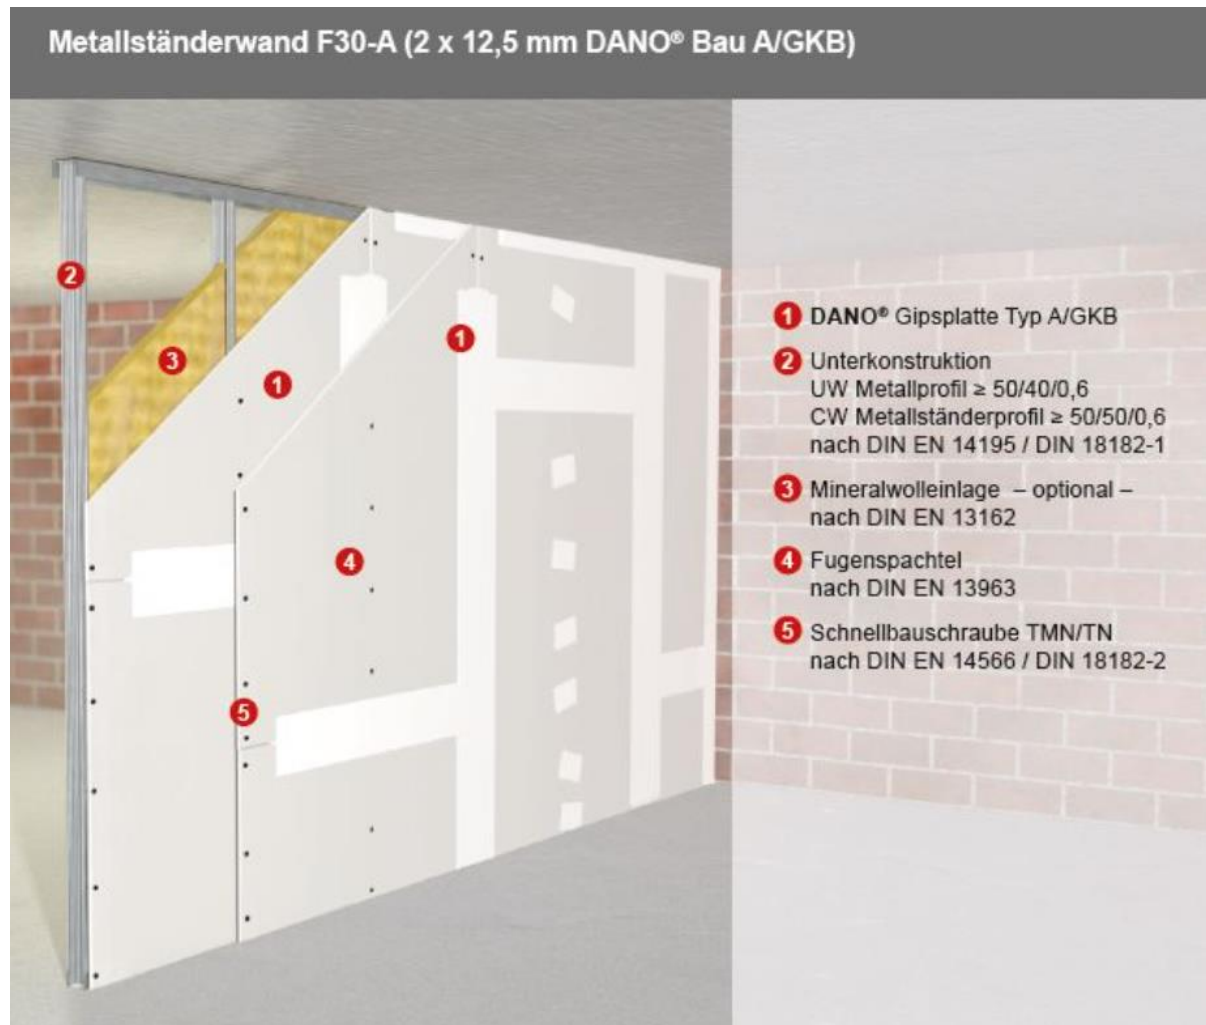 Metallständerwand F30-A (2 x 12,5 mm DANO® Bau A/GKB)
2
3
1
1
4
5
1 DANO® Gipsplatte Typ A/GKB
2 Unterkonstruktion
UW Metallprofil ≥ 50/40/0,6
CW Metallständerprofil ≥ 50/50/0,6
nach DIN EN 14195 / DIN 18182-1
3 Mineralwolleinlage – optional –
nach DIN EN 13162
4 Fugenspachtel
nach DIN EN 13963
5 Schnellbauschraube TMN/TN
nach DIN EN 14566 / DIN 18182-2